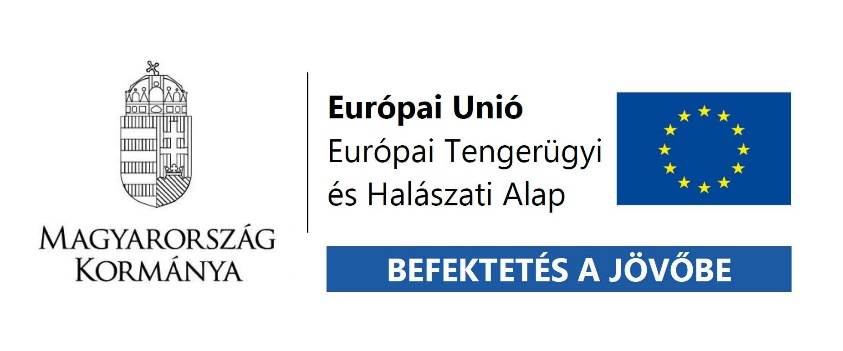 MAGYARORSZÁG
KORMÁNYA
Európai Unió
Európai Tengerügyi
és Halászati Alap
BEFEKTETÉS A JÖVŐBE